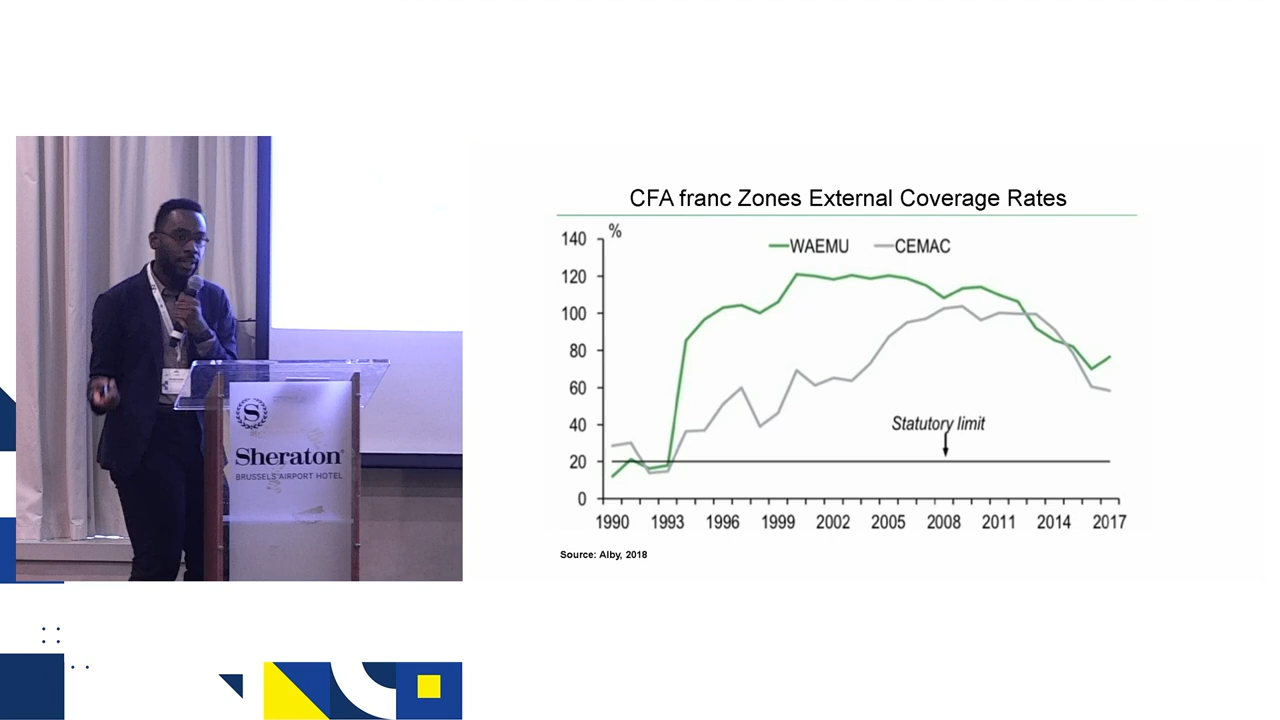 CFA franc Zones External Coverage Rates
%
WAEMU
CEMAC
140
120
100
80
60
40
20
0
Statutory limit
1990 1993 1996 1999 2002 2005 2008 2011 2014 2017
Source: Alby, 2018
S
Sheraton
BRUSSELS AIRPORT HOTEL